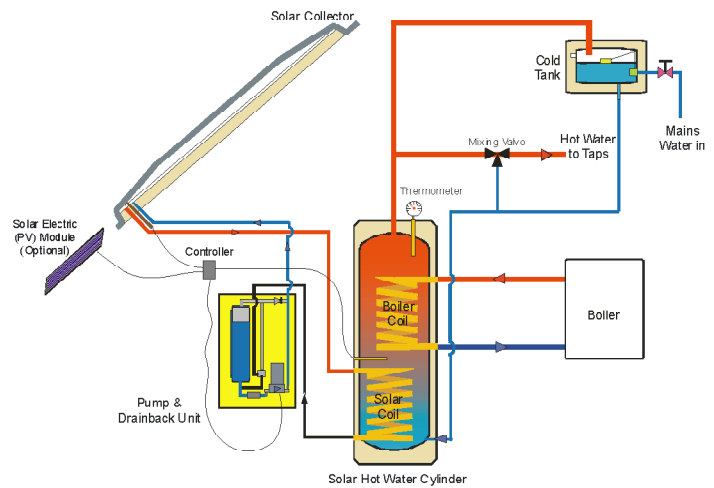 Solar Collector
Cold
Tank
Mains
Water in
Mixing Valvo
Hot Water
to Taps
Thermometer
Solar Electric
(PV) Module
(Optional)
Controller
Boiler
Coil
Boiler
Solar
Coil
Pump &
Drainback Unit
Solar Hot Water Cylinder